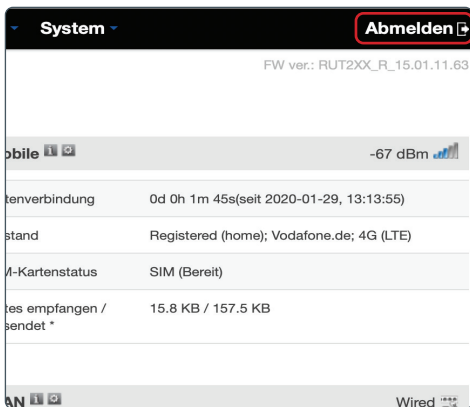 System Abmelden
FW ver.: RUT2XX_R_15.01.11.63
obile -67 dBm
tenverbindung 0d 0h 1m 45s(seit 2020-01-29, 13:13:55)
stand Registered (home); Vodafone.de; 4G (LTE)
M-Kartenstatus SIM (Bereit)
tes empfangen / 15.8 KB / 157.5 KB
sendet *
AN Wired